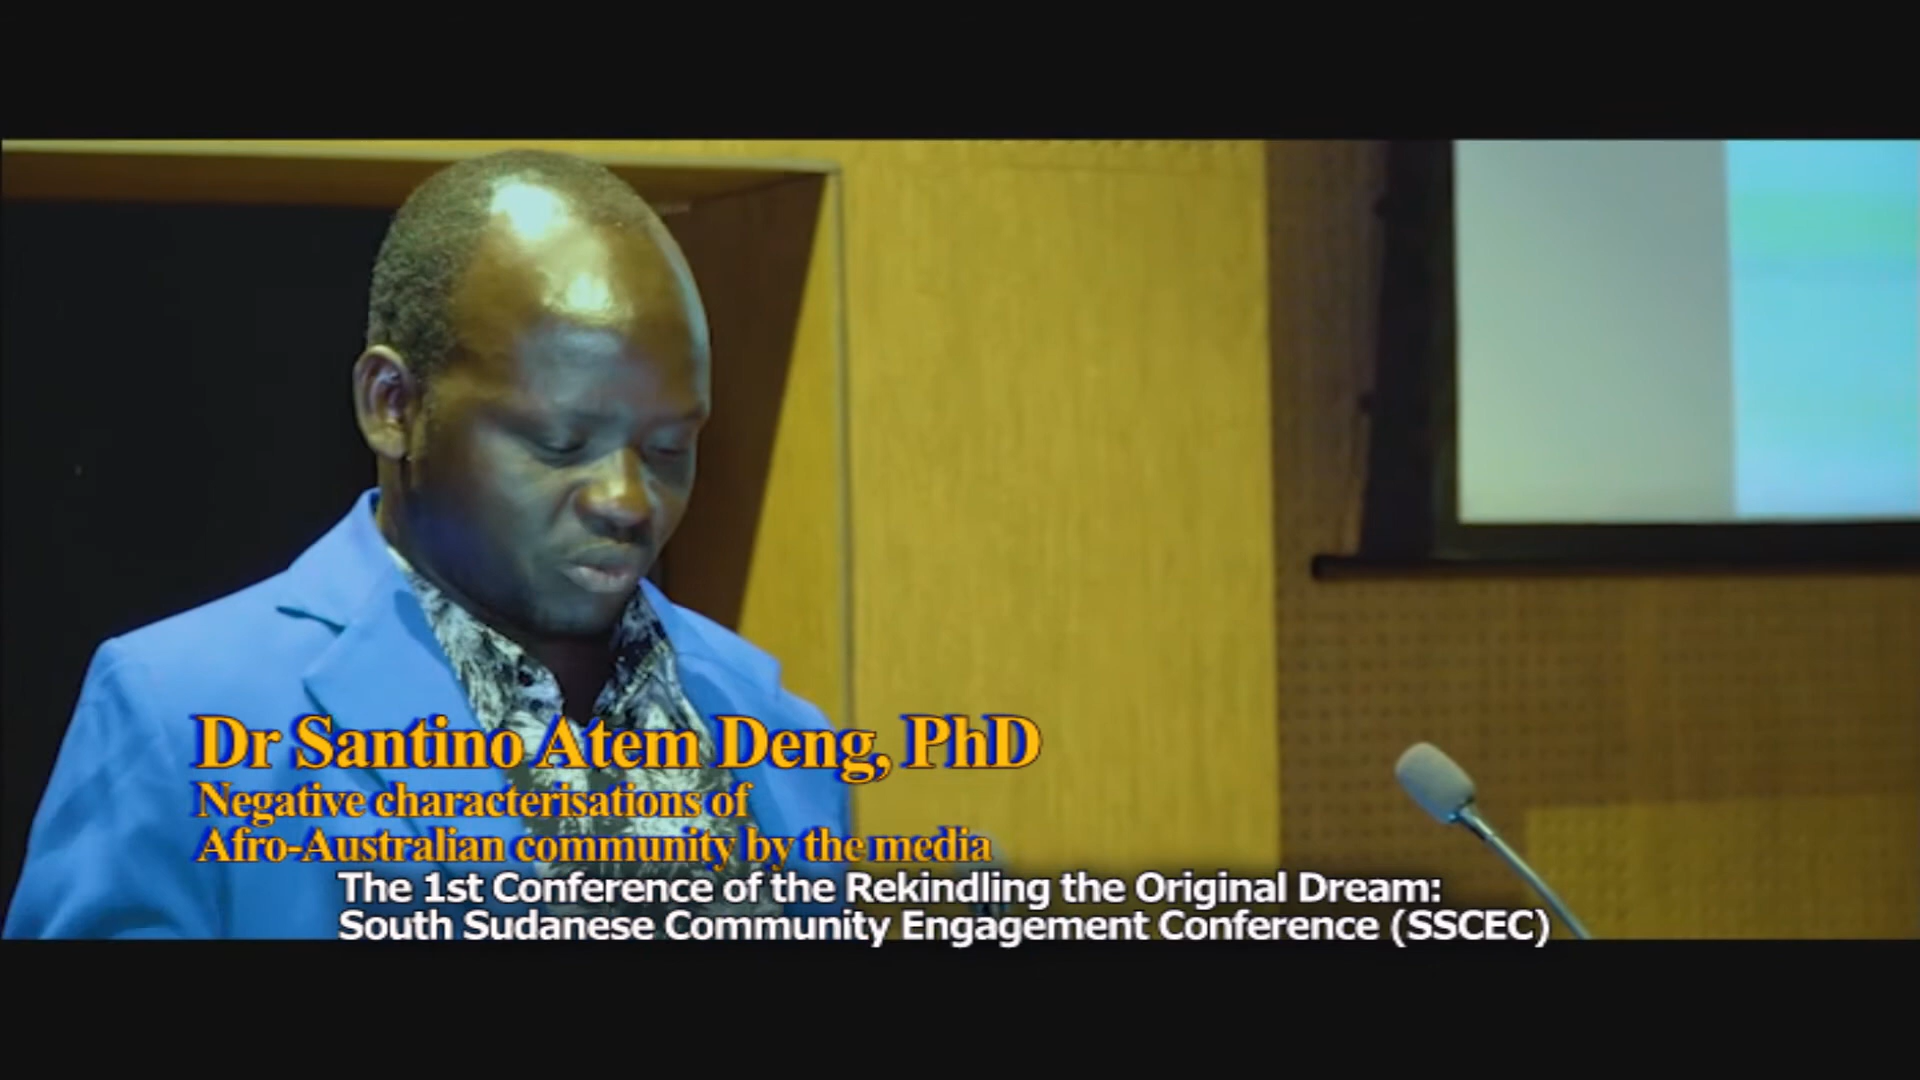 Dr Santino Atem Deng, PhD
Negative characterisations of
Afro-Australian community by the media
The 1st Conference of the Rekindling the Original Dream:
South Sudanese Community Engagement Conference (SSCEC)